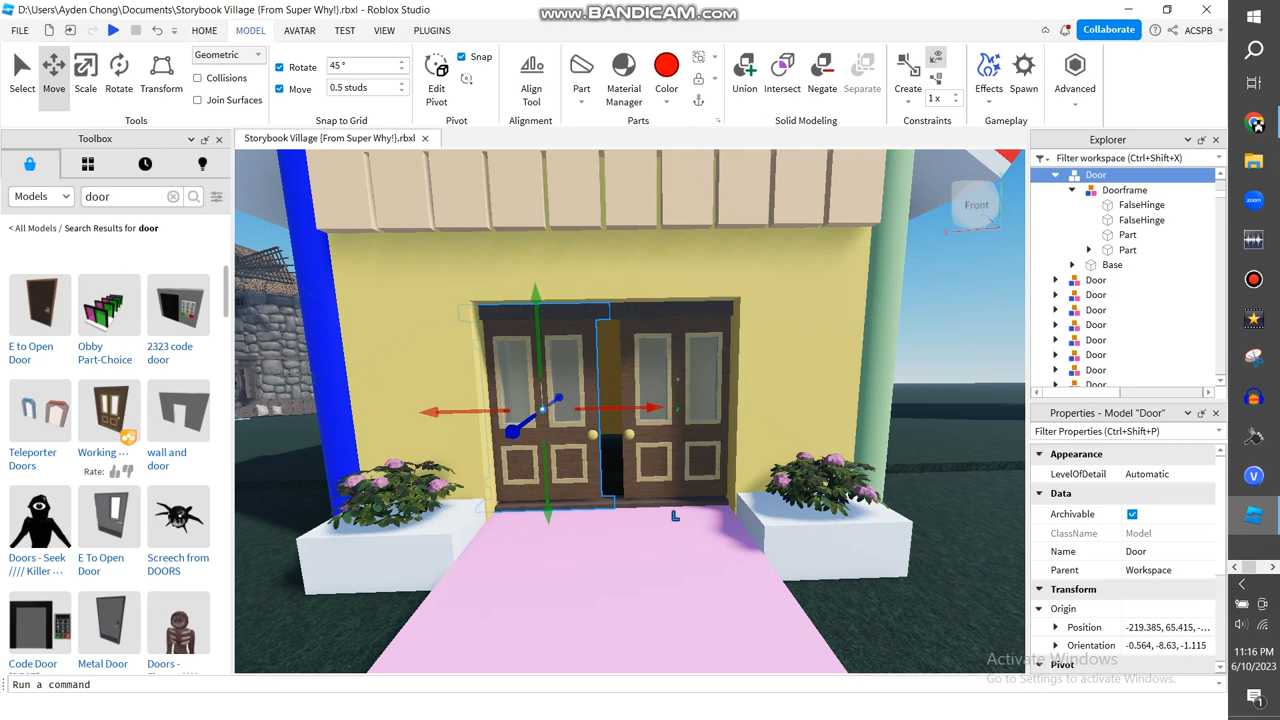 D:\Users\Ayden Chong\Documents\Storybook Village {From Super Why!}.rbxl - Roblox Studio
www.BANDICAM.com
FILE HOME MODEL AVATAR TEST VIEW PLUGINS Collaborate ACSPB
Geometric
Collisions
Join Surfaces
Select Move Scale Rotate Transform
Tools
Rotate 45 °
Move 0.5 studs
Snap to Grid
Edit Pivot
Snap
Pivot
Align Tool
Alignment
Part Material Manager Color
Parts
Union Intersect Negate Separate
Solid Modeling
Create 1 x
Constraints
Effects Spawn
Gameplay
Advanced
Toolbox
Storybook Village {From Super Why!}.rbxl
Models door
< All Models / Search Results for door
E to Open Door
Obby Part-Choice
2323 code door
Teleporter Doors
Working ...
Rate:
wall and door
Doors - Seek //// Killer ...
E To Open Door
Screech from DOORS
Code Door
Metal Door
Doors -
Front
X
L
Explorer
Filter workspace (Ctrl+Shift+X)
Door
Doorframe
FalseHinge
FalseHinge
Part
Part
Base
Door
Door
Door
Door
Door
Door
Door
Door
Properties - Model "Door"
Filter Properties (Ctrl+Shift+P)
Appearance
LevelOfDetail Automatic
Data
Archivable
ClassName Model
Name Door
Parent Workspace
Transform
Origin
Position -219.385, 65.415, -...
Orientation -0.564, -8.63, -1.115
Pivot
Activate Windows
Go to Settings to activate Windows.
Run a command
zoom
11:16 PM
6/10/2023
1